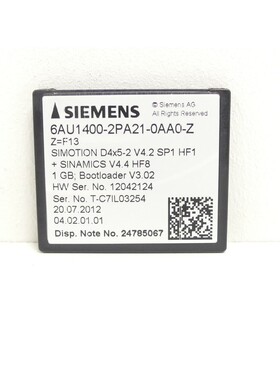 SIEMENS
© Siemens AG
All Rights Reserved
6AU1400-2PA21-0AA0-Z
Z=F13
SIMOTION D4x5-2 V4.2 SP1 HF1
+ SINAMICS V4.4 HF8
1 GB; Bootloader V3.02
HW Ser. No. 12042124
Ser. No. T-C7IL03254
20.07.2012
04.02.01.01
Disp. Note No. 24785067